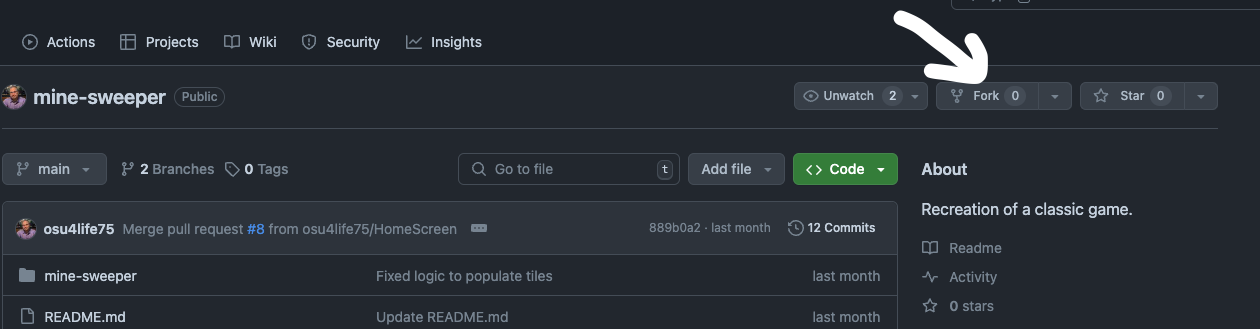 Actions Projects Wiki Security Insights
mine-sweeper Public Unwatch 2 Fork 0 Star 0
main 2 Branches 0 Tags Go to file t Add file Code
About
Recreation of a classic game.
osu4life75 Merge pull request #8 from osu4life75/HomeScreen 889b0a2 · last month 12 Commits
Readme
mine-sweeper Fixed logic to populate tiles last month
Activity
0 stars
README.md Update README.md last month